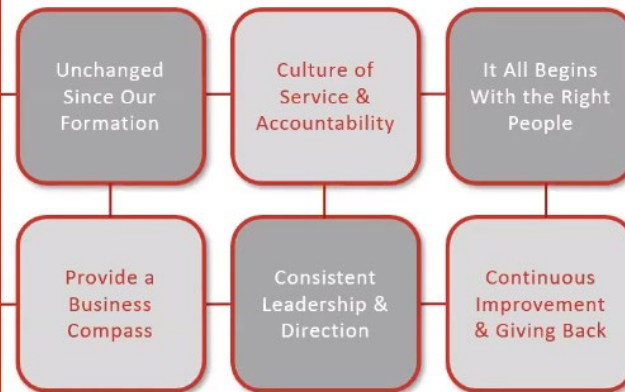 Unchanged
Since Our
Formation
Culture of
Service &
Accountability
It All Begins
With the Right
People
Provide a
Business
Compass
Consistent
Leadership &
Direction
Continuous
Improvement
& Giving Back